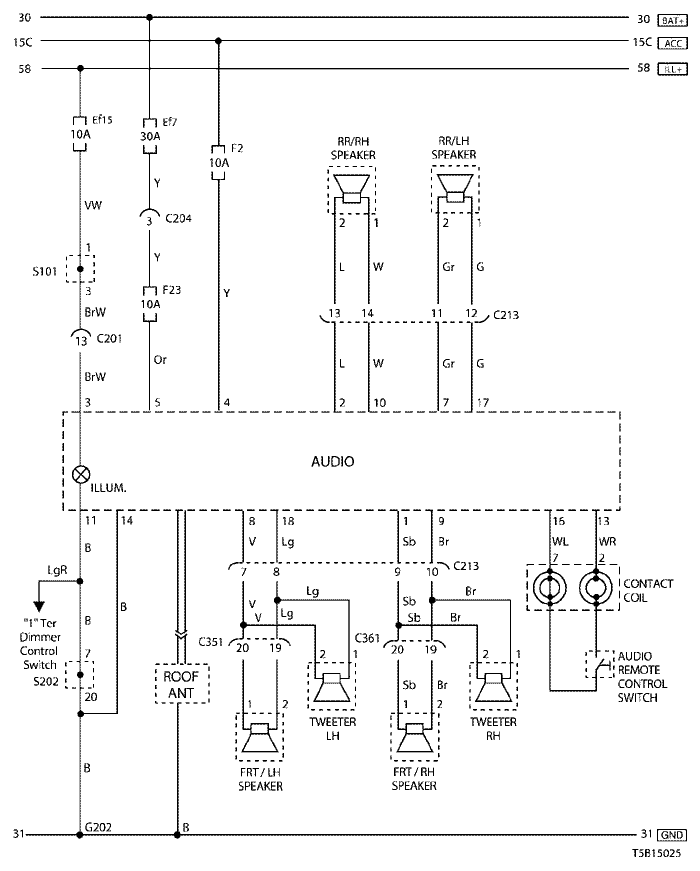 30 30 BAT+
15C 15C ACC
58 58 ILL+
Ef15
10A
Ef7
30A
F2
10A
RR/RH
SPEAKER
RR/LH
SPEAKER
VW
Y
3 C204
2 1 2 1
1
S101
3
Y
L W Gr G
F23
10A
Y
BrW
13 14 11 12 C213
13 C201
Or
L W Gr G
BrW
3 5 4 2 10 7 17
AUDIO
ILLUM.
11 14 8 18 1 9 16 13
B V Lg Sb Br WL WR
7 8 9 10 C213
7 2
CONTACT
COIL
LgR
"1" Ter
Dimmer
Control
Switch
B
B
V Lg Lg
V
Sb Br
Sb Br
C351 20 19
C361 20 19
2 1
2 1
7
S202
20
ROOF
ANT
AUDIO
REMOTE
CONTROL
SWITCH
Sb Br
1 2
1 2
TWEETER
LH
TWEETER
RH
B
FRT / LH
SPEAKER
FRT / RH
SPEAKER
31 G202 B 31 GND
T5B15025